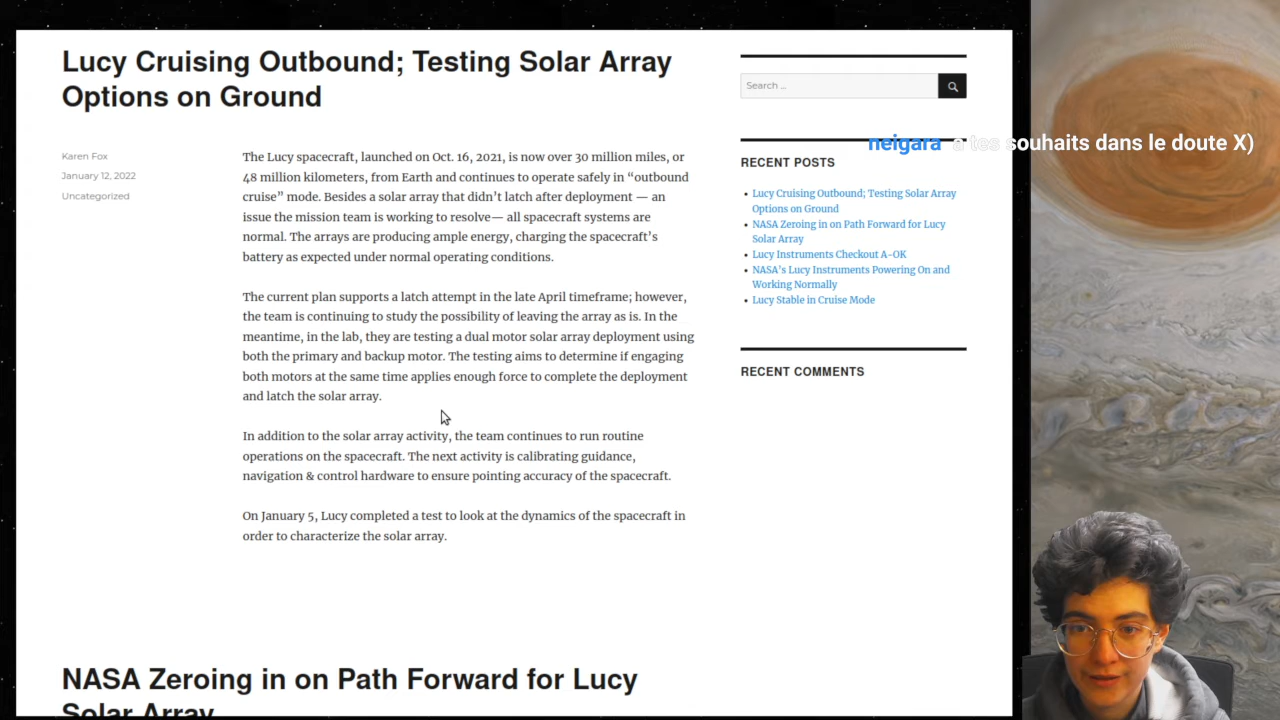 Lucy Cruising Outbound; Testing Solar Array
Options on Ground
Karen Fox
January 12, 2022
Uncategorized
The Lucy spacecraft, launched on Oct. 16, 2021, is now over 30 million miles, or
48 million kilometers, from Earth and continues to operate safely in “outbound
cruise” mode. Besides a solar array that didn’t latch after deployment — an
issue the mission team is working to resolve— all spacecraft systems are
normal. The arrays are producing ample energy, charging the spacecraft’s
battery as expected under normal operating conditions.
The current plan supports a latch attempt in the late April timeframe; however,
the team is continuing to study the possibility of leaving the array as is. In the
meantime, in the lab, they are testing a dual motor solar array deployment using
both the primary and backup motor. The testing aims to determine if engaging
both motors at the same time applies enough force to complete the deployment
and latch the solar array.
In addition to the solar array activity, the team continues to run routine
operations on the spacecraft. The next activity is calibrating guidance,
navigation & control hardware to ensure pointing accuracy of the spacecraft.
On January 5, Lucy completed a test to look at the dynamics of the spacecraft in
order to characterize the solar array.
NASA Zeroing in on Path Forward for Lucy
Solar Array
Search ...
neigara a tes souhaits dans le doute X)
RECENT POSTS
Lucy Cruising Outbound; Testing Solar Array
Options on Ground
NASA Zeroing in on Path Forward for Lucy
Solar Array
Lucy Instruments Checkout A-OK
NASA’s Lucy Instruments Powering On and
Working Normally
Lucy Stable in Cruise Mode
RECENT COMMENTS